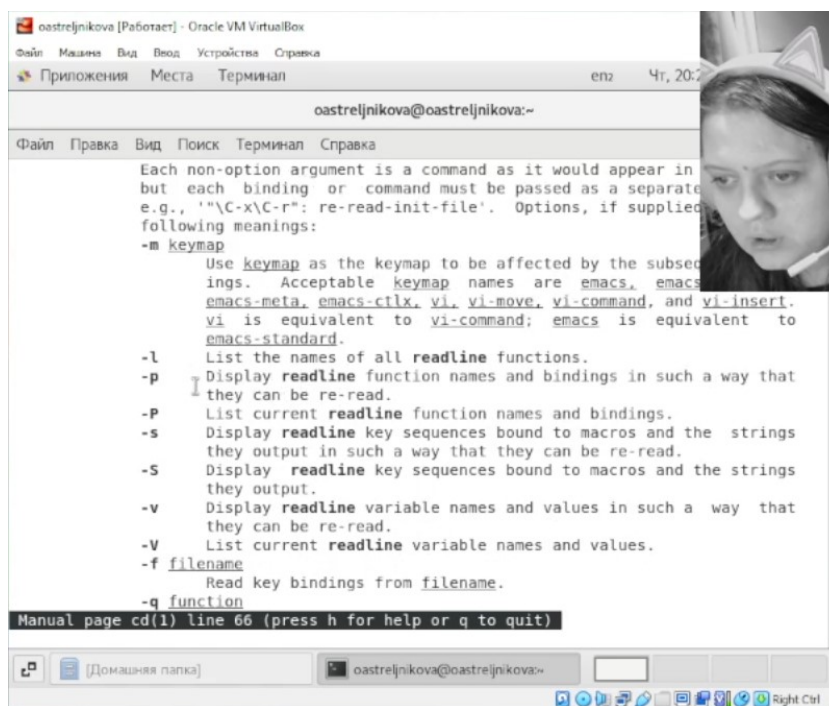 oastreljnikova [Работает] - Oracle VM VirtualBox
Файл Машина Вид Ввод Устройства Справка
Приложения Места Терминал en₂ Чт, 20:2
oastreljnikova@oastreljnikova:~
Файл Правка Вид Поиск Терминал Справка
Each non-option argument is a command as it would appear in
but each binding or command must be passed as a separate
e.g., '"\C-x\C-r": re-read-init-file'. Options, if supplied
following meanings:
-m keymap
Use keymap as the keymap to be affected by the subseq
ings. Acceptable keymap names are emacs, emacs
emacs-meta, emacs-ctlx, vi, vi-move, vi-command, and vi-insert.
vi is equivalent to vi-command; emacs is equivalent to
emacs-standard.
-l List the names of all readline functions.
-p Display readline function names and bindings in such a way that
they can be re-read.
-P List current readline function names and bindings.
-s Display readline key sequences bound to macros and the strings
they output in such a way that they can be re-read.
-S Display readline key sequences bound to macros and the strings
they output.
-v Display readline variable names and values in such a way that
they can be re-read.
-V List current readline variable names and values.
-f filename
Read key bindings from filename.
-q function
Manual page cd(1) line 66 (press h for help or q to quit)
[Домашняя папка] oastreljnikova@oastreljnikova:~
Right Ctrl